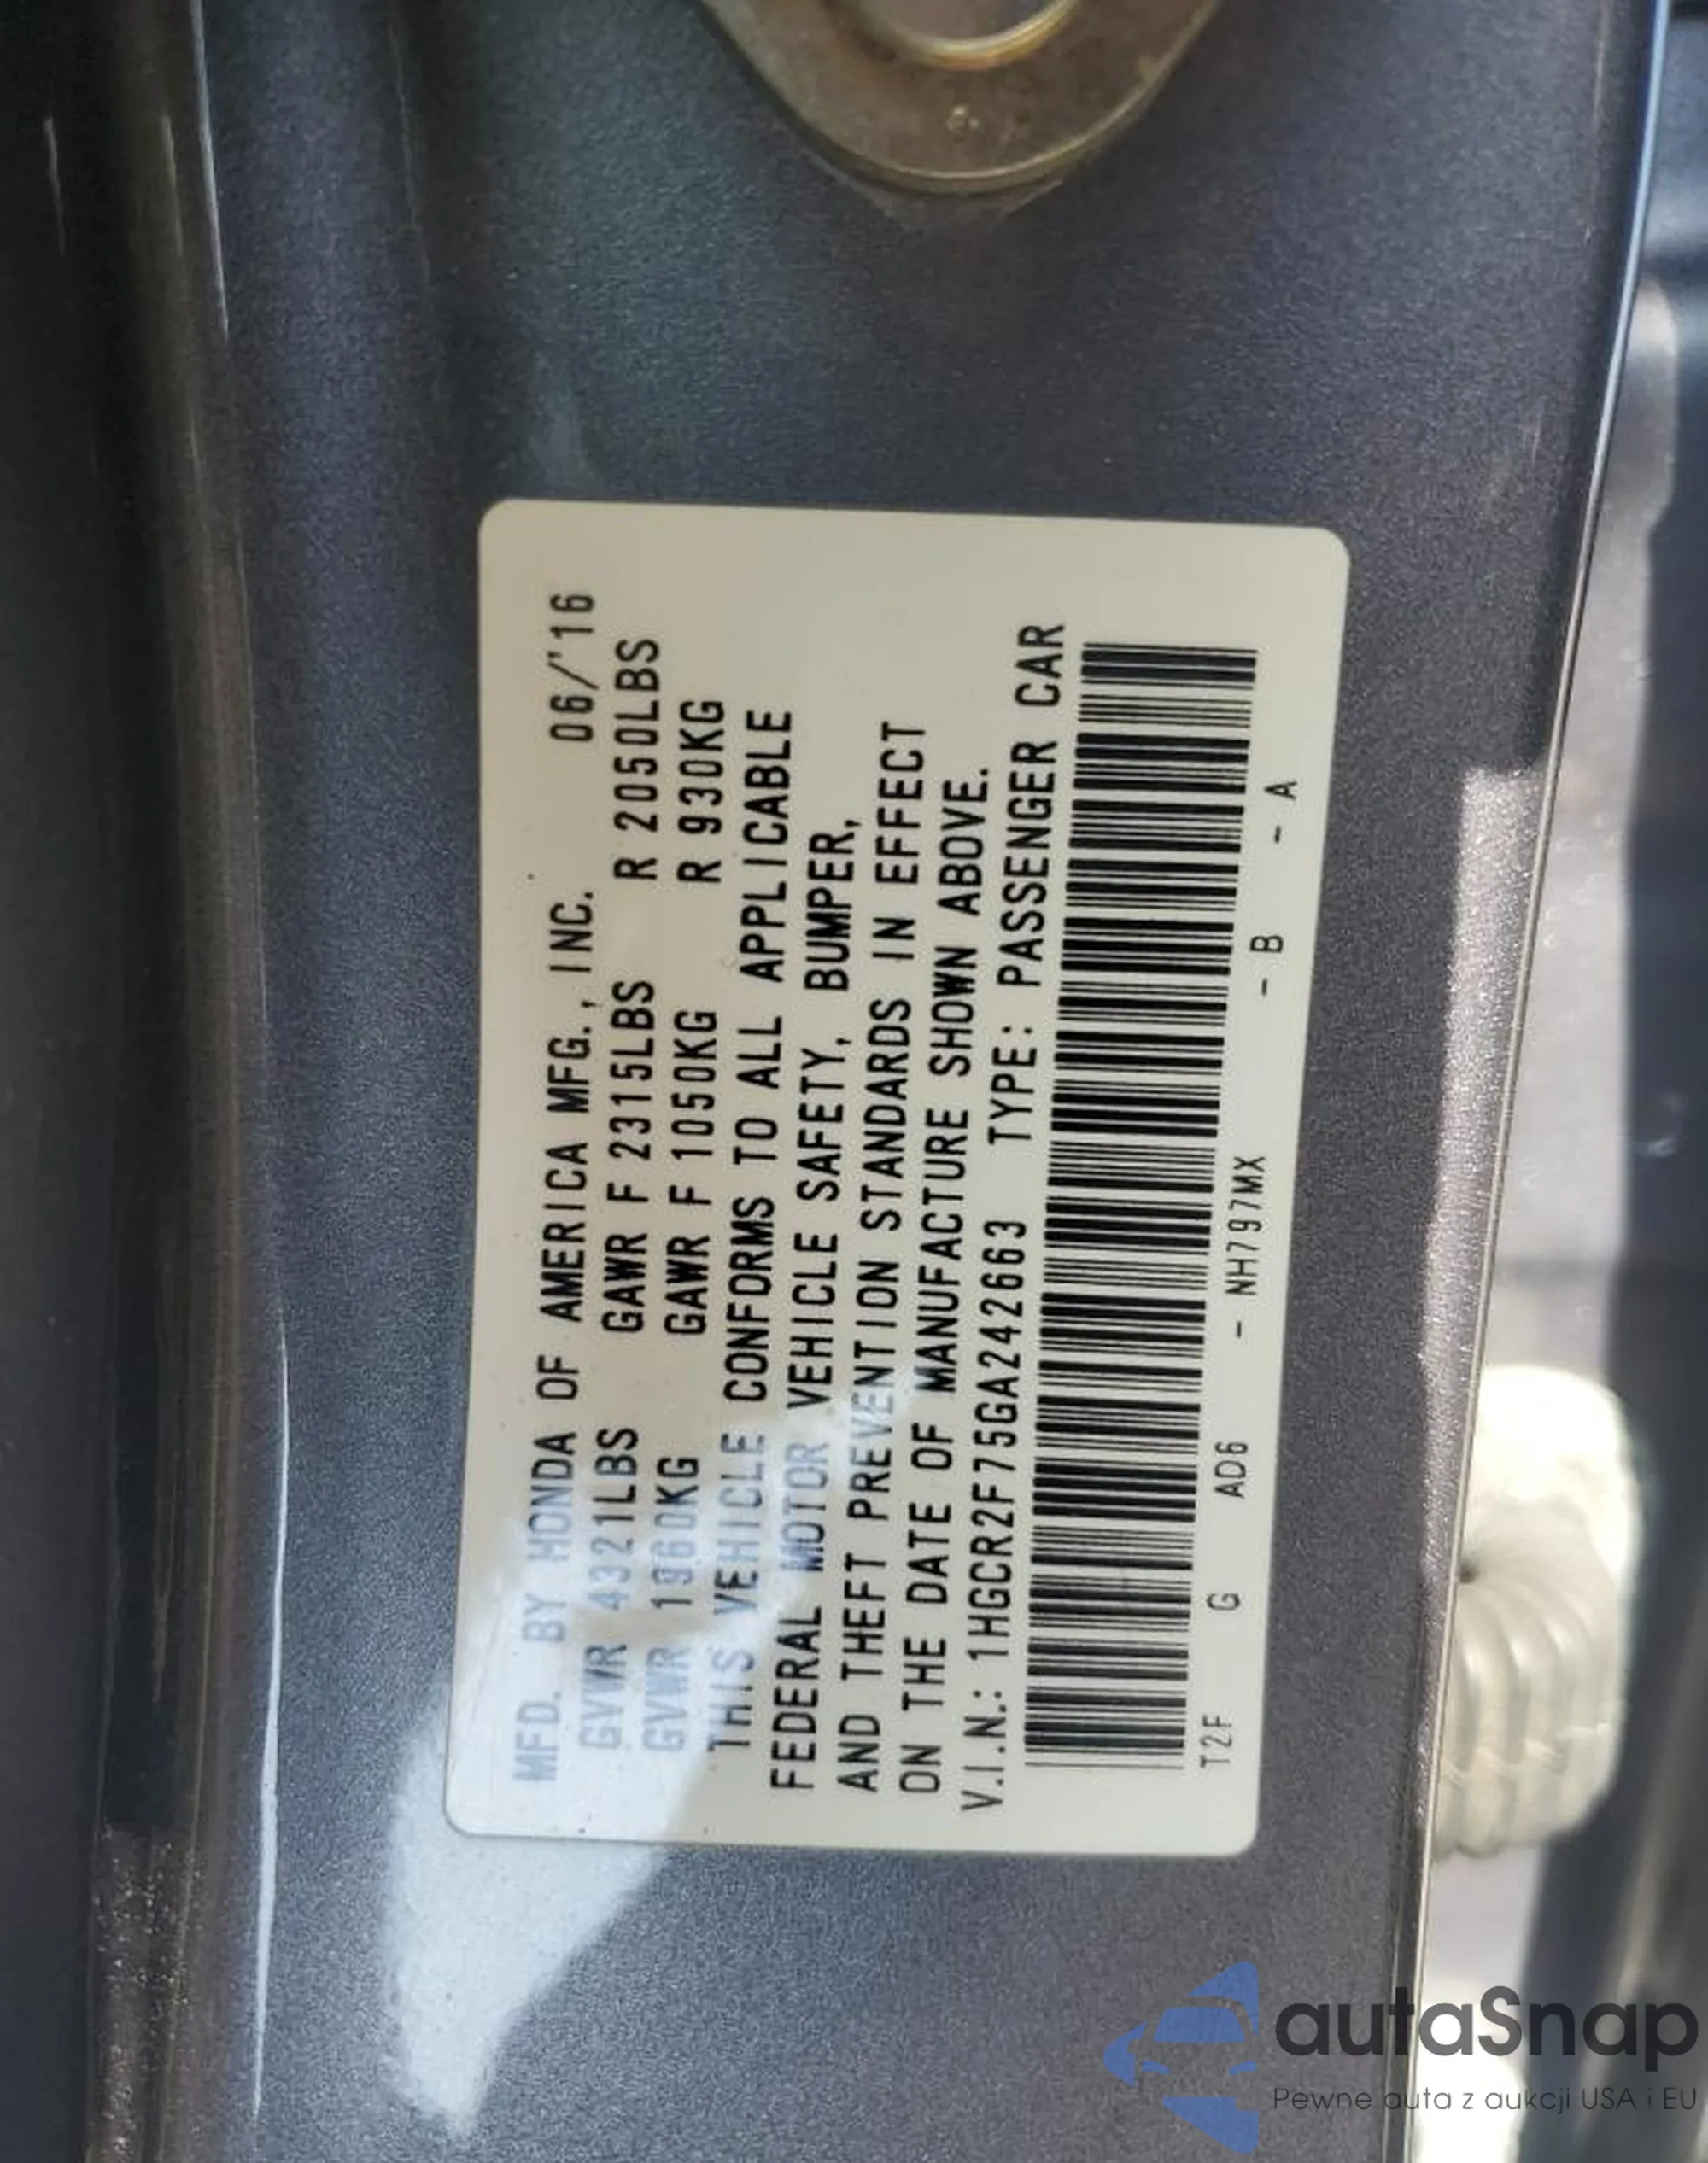 MFD. BY HONDA OF AMERICA MFG., INC. 06/'16
GVWR 4321LBS GAWR F 2315LBS R 2050LBS
GVWR 1960KG GAWR F 1050KG R 930KG
THIS VEHICLE CONFORMS TO ALL APPLICABLE
FEDERAL MOTOR VEHICLE SAFETY, BUMPER,
AND THEFT PREVENTION STANDARDS IN EFFECT
ON THE DATE OF MANUFACTURE SHOWN ABOVE.
V.I.N.: 1HGCR2F75GA242663 TYPE: PASSENGER CAR
T2F G AD6 - NH797MX - B - A
autaSnap
Pewne auta z aukcji USA i EU